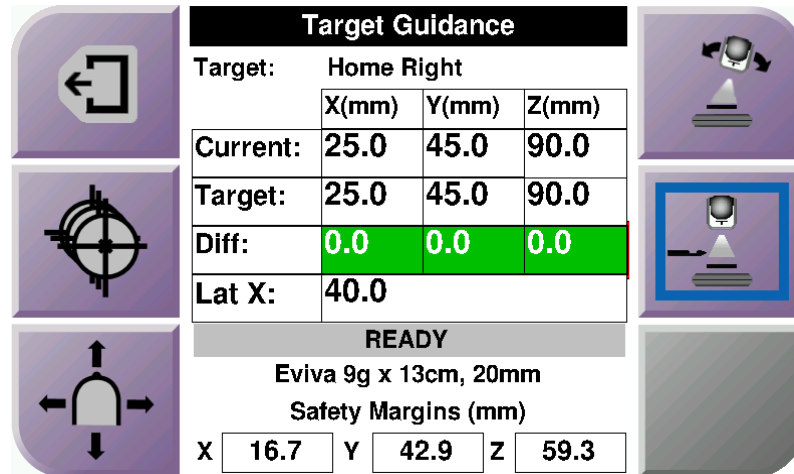 Target Guidance
Target: Home Right
X(mm) Y(mm) Z(mm)
Current: 25.0 45.0 90.0
Target: 25.0 45.0 90.0
Diff: 0.0 0.0 0.0
Lat X: 40.0
READY
Eviva 9g x 13cm, 20mm
Safety Margins (mm)
X 16.7 Y 42.9 Z 59.3